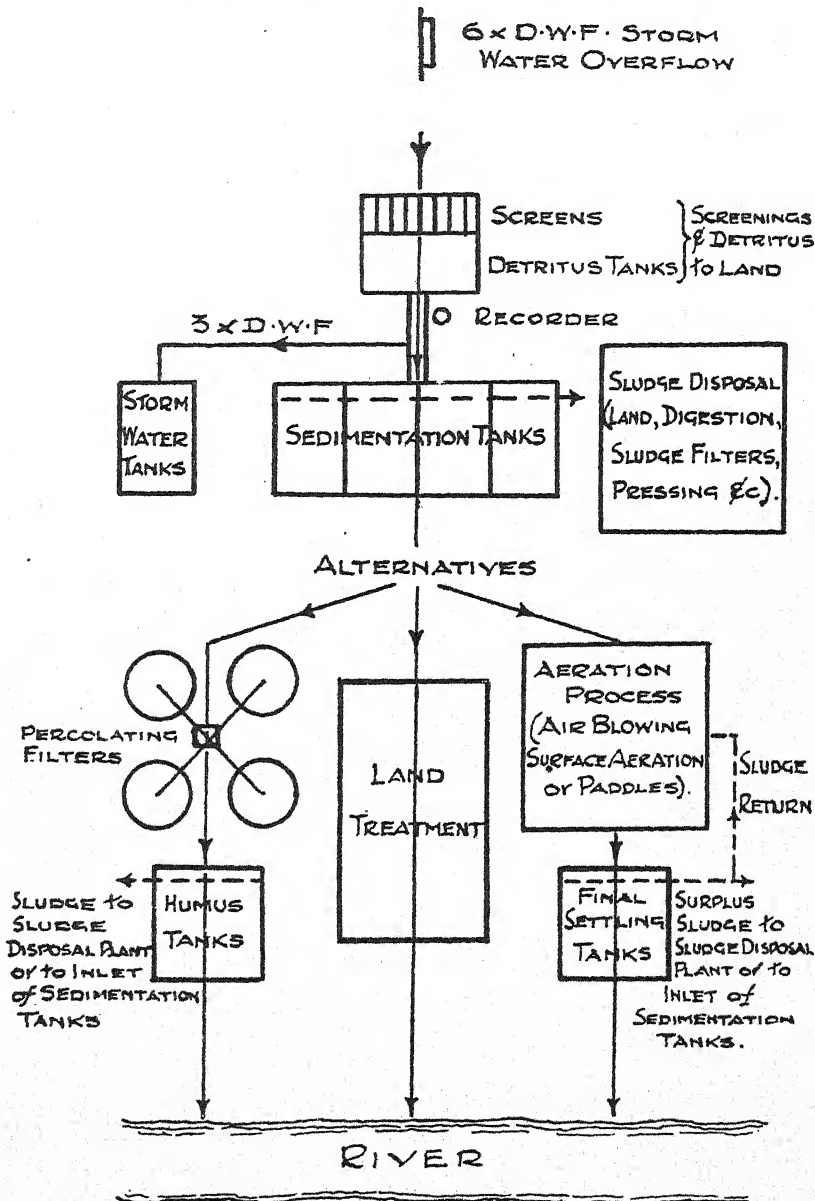 6 x D.W.F. STORM
WATER OVERFLOW
SCREENS
DETRITUS TANKS
SCREENINGS
& DETRITUS
to LAND
3 x D.W.F
RECORDER
STORM
WATER
TANKS
SEDIMENTATION TANKS
SLUDGE DISPOSAL
(LAND, DIGESTION,
SLUDGE FILTERS,
PRESSING &c).
ALTERNATIVES
PERCOLATING
FILTERS
LAND
TREATMENT
AERATION
PROCESS
(AIR BLOWING
SURFACE AERATION
or PADDLES).
SLUDGE
RETURN
SLUDGE to
SLUDGE
DISPOSAL PLANT
or to INLET
of SEDIMENTATION
TANKS
HUMUS
TANKS
FINAL
SETTLING
TANKS
SURPLUS
SLUDGE to
SLUDGE DISPOSAL
PLANT or to
INLET of
SEDIMENTATION
TANKS.
RIVER